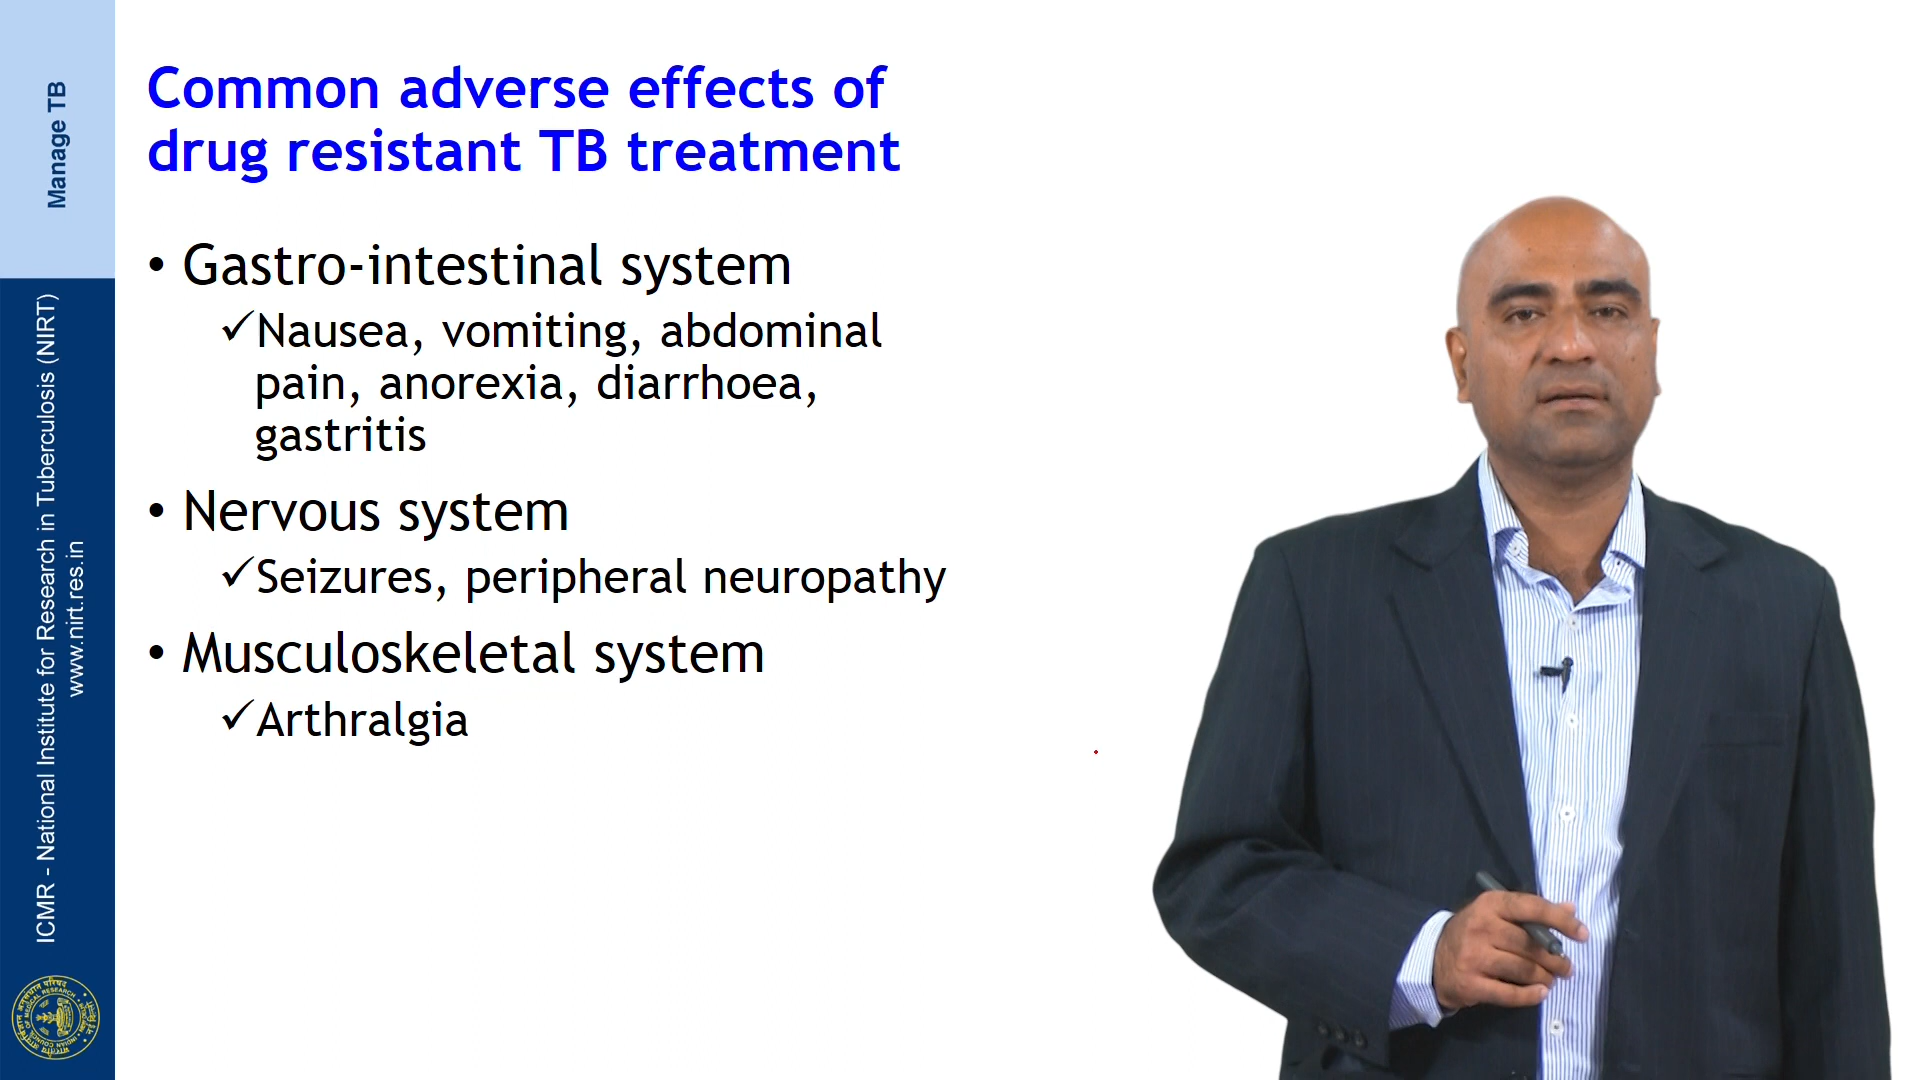 Manage TB
ICMR - National Institute for Research in Tuberculosis (NIRT)
www.nirt.res.in
Common adverse effects of
drug resistant TB treatment
• Gastro-intestinal system
✓Nausea, vomiting, abdominal
pain, anorexia, diarrhoea,
gastritis
• Nervous system
✓Seizures, peripheral neuropathy
• Musculoskeletal system
✓Arthralgia